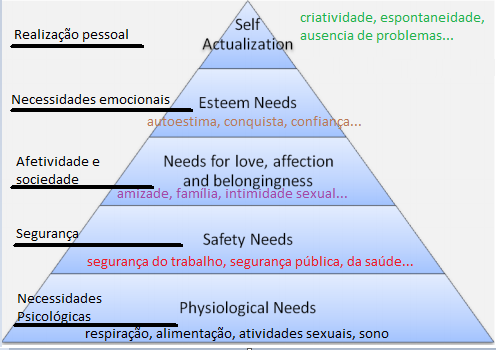 Self
Actualization
criatividade, espontaneidade,
ausencia de problemas...
Realização pessoal
Necessidades emocionais
Esteem Needs
autoestima, conquista, confiança...
Afetividade e
sociedade
Needs for love, affection
and belongingness
amizade, família, intimidade sexual...
Segurança
Safety Needs
segurança do trabalho, segurança pública, da saúde...
Necessidades
Psicológicas
Physiological Needs
respiração, alimentação, atividades sexuais, sono